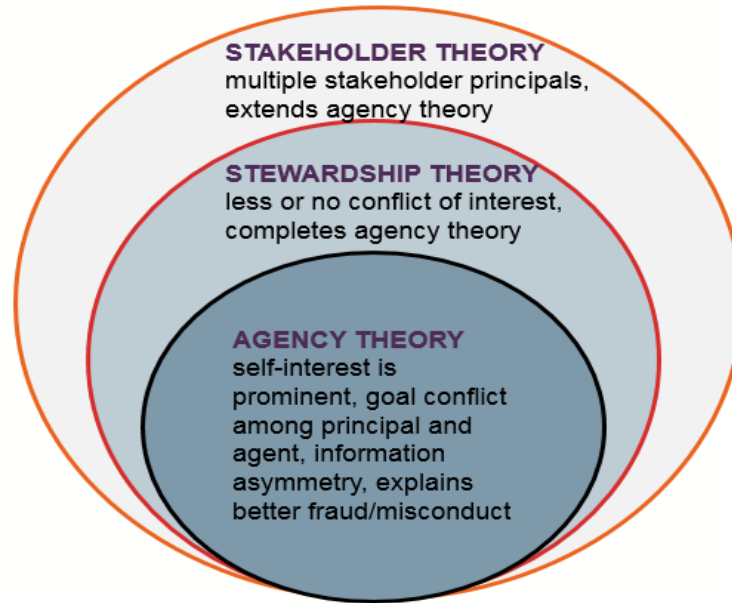 STAKEHOLDER THEORY
multiple stakeholder principals,
extends agency theory
STEWARDSHIP THEORY
less or no conflict of interest,
completes agency theory
AGENCY THEORY
self-interest is
prominent, goal conflict
among principal and
agent, information
asymmetry, explains
better fraud/misconduct